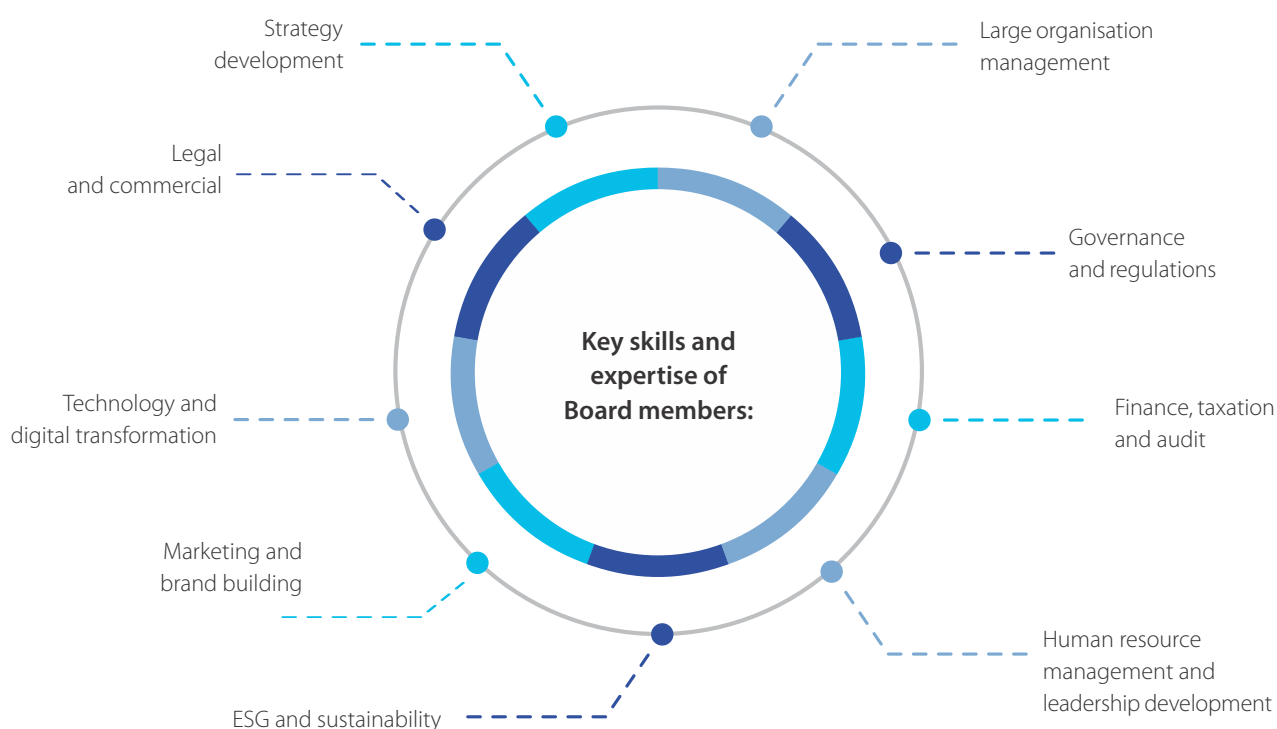 Strategy
development
Large organisation
management
Legal
and commercial
Governance
and regulations
Key skills and
expertise of
Board members:
Technology and
digital transformation
Finance, taxation
and audit
Marketing and
brand building
Human resource
management and
leadership development
ESG and sustainability